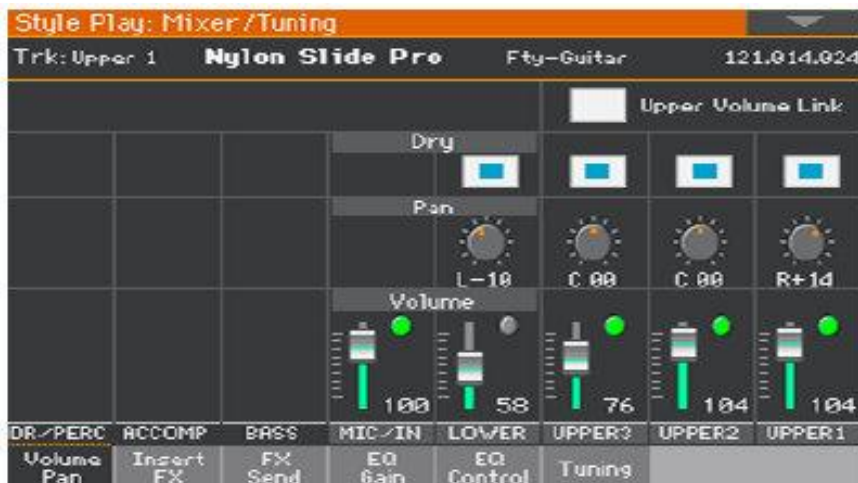 Style Play: Mixer/Tuning
Trk: Upper 1 Nylon Slide Pro Fty-Guitar 121.014.024
Upper Volume Link
Dry
Pan
L-10 C 00 C 00 R+14
Volume
100 58 76 104 104
DR/PERC ACCOMP BASS MIC/IN LOWER UPPER3 UPPER2 UPPER1
Volume Insert FX EQ EQ Tuning
Pan FX Send Gain Control